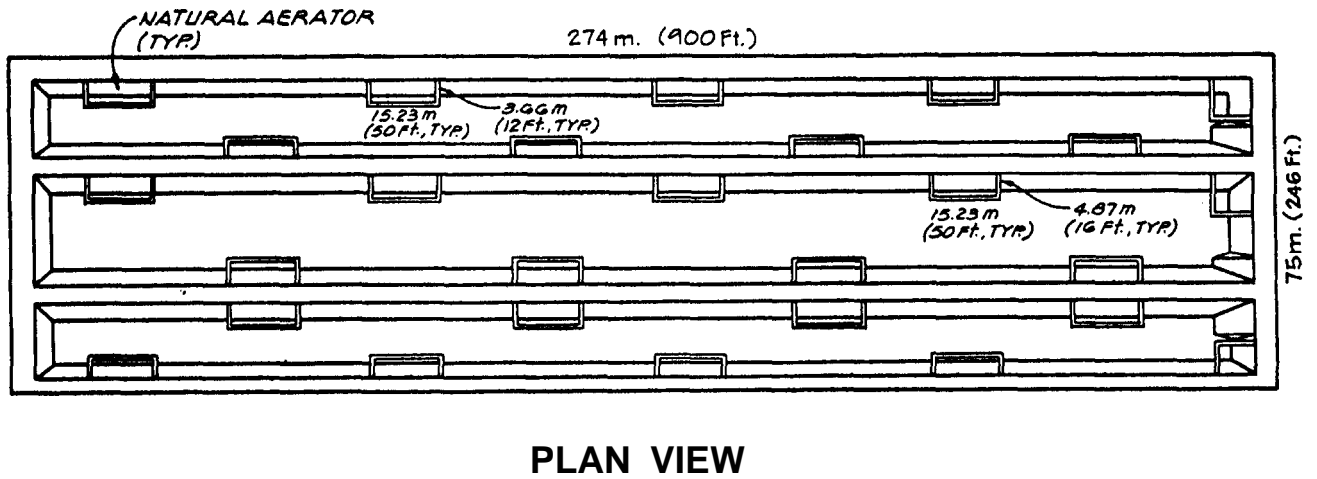 NATURAL AERATOR
(TYP.)
274 m. (900 Ft.)
15.23 m
(50 Ft., TYP.)
3.66 m
(12 Ft., TYP.)
15.23 m
(50 Ft., TYP.)
4.87 m
(16 Ft., TYP.)
75 m. (246 Ft.)
PLAN VIEW